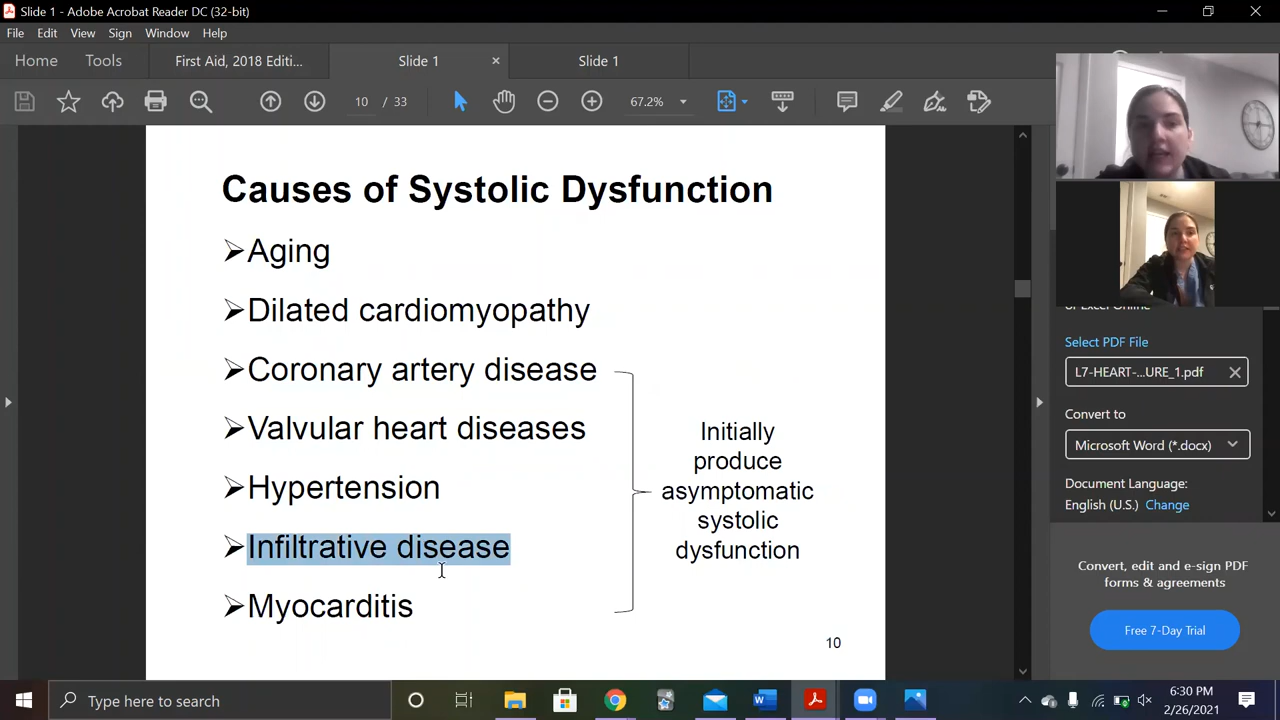 Slide 1 - Adobe Acrobat Reader DC (32-bit)
File Edit View Sign Window Help
Home Tools First Aid, 2018 Editi... Slide 1 × Slide 1
10 / 33 67.2%
Causes of Systolic Dysfunction
➢Aging
➢Dilated cardiomyopathy
➢Coronary artery disease
➢Valvular heart diseases
➢Hypertension
➢Infiltrative disease
➢Myocarditis
Initially
produce
asymptomatic
systolic
dysfunction
10
Select PDF File
L7-HEART-...URE_1.pdf
Convert to
Microsoft Word (*.docx)
Document Language:
English (U.S.) Change
Convert, edit and e-sign PDF
forms & agreements
Free 7-Day Trial
Type here to search
6:30 PM
2/26/2021